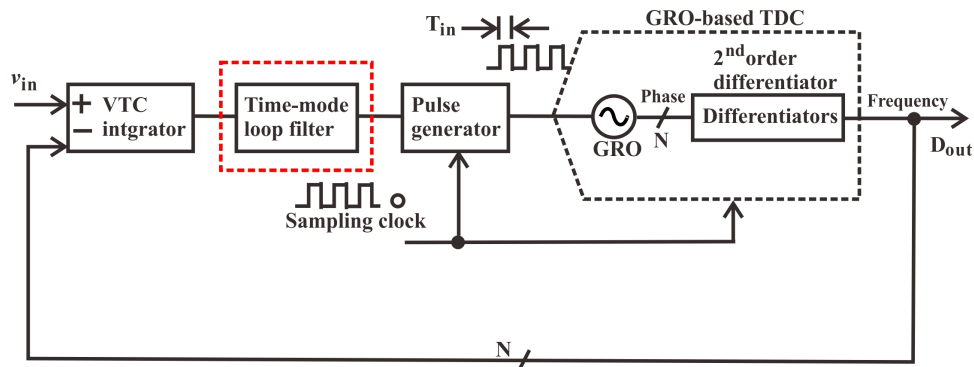 GRO-based TDC
T_in
2nd order
differentiator
v_in
+ VTC
− intgrator
Time-mode
loop filter
Pulse
generator
Phase
N
GRO
Differentiators
Frequency
D_out
Sampling clock
N